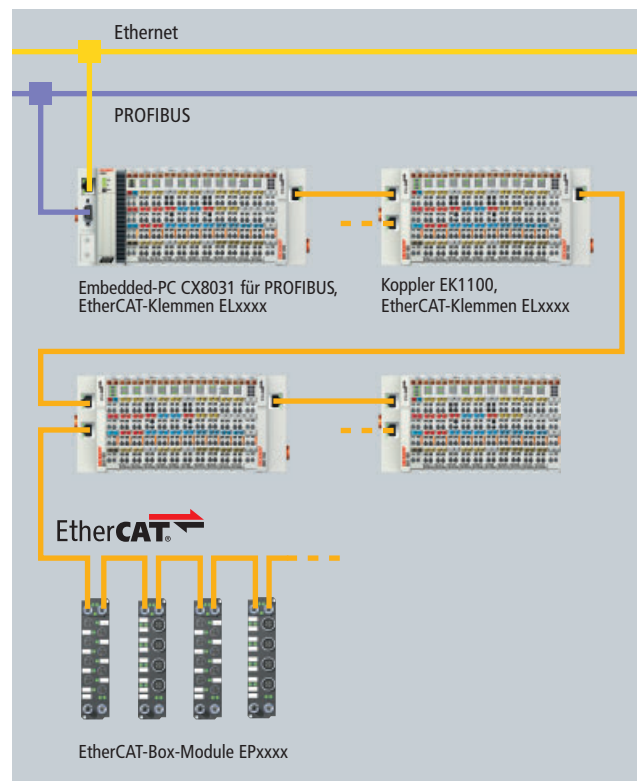 Ethernet
PROFIBUS
Embedded-PC CX8031 für PROFIBUS,
EtherCAT-Klemmen ELxxxx
Koppler EK1100,
EtherCAT-Klemmen ELxxxx
EtherCAT®
EtherCAT-Box-Module EPxxxx